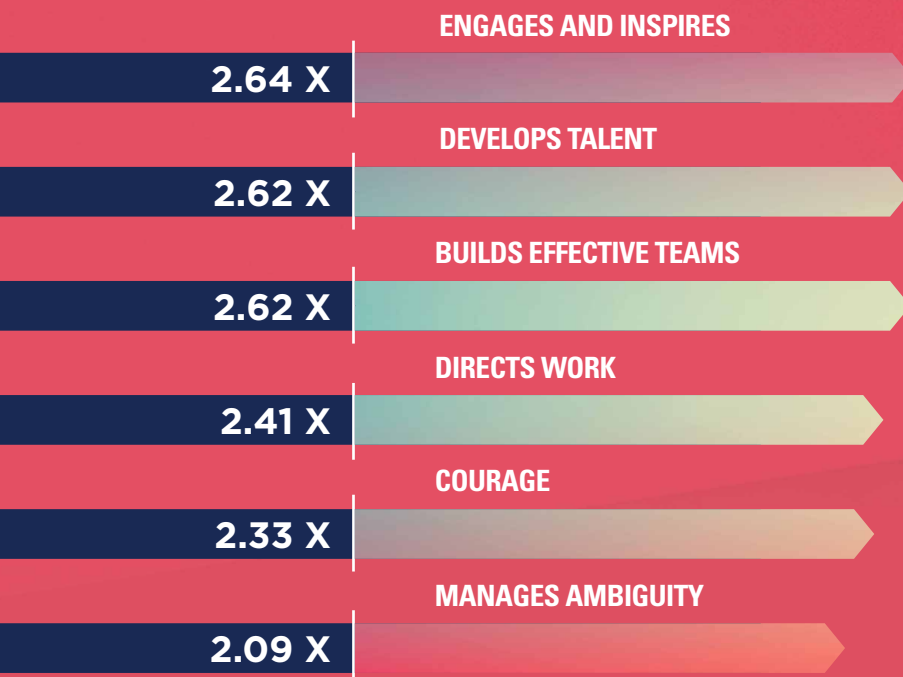 ENGAGES AND INSPIRES
2.64 X
DEVELOPS TALENT
2.62 X
BUILDS EFFECTIVE TEAMS
2.62 X
DIRECTS WORK
2.41 X
COURAGE
2.33 X
MANAGES AMBIGUITY
2.09 X